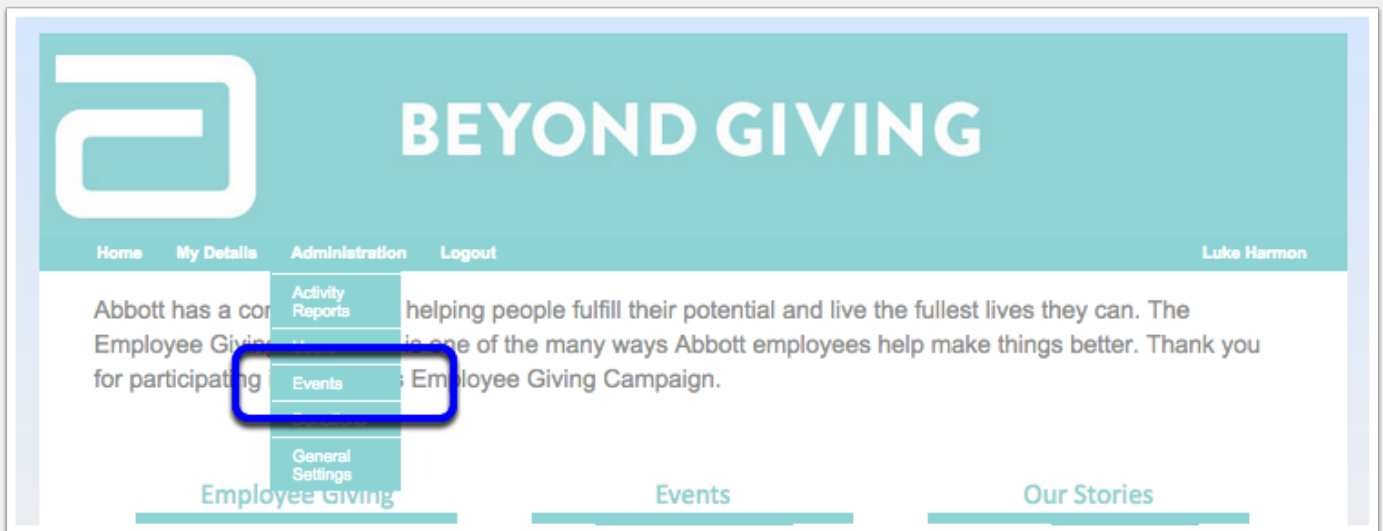 BEYOND GIVING
Home My Details Administration Logout Luke Harmon
Activity
Reports
Events
General
Settings
Abbott has a helping people fulfill their potential and live the fullest lives they can. The
Employee Giving one of the many ways Abbott employees help make things better. Thank you
for participating Employee Giving Campaign.
Employee Giving Events Our Stories